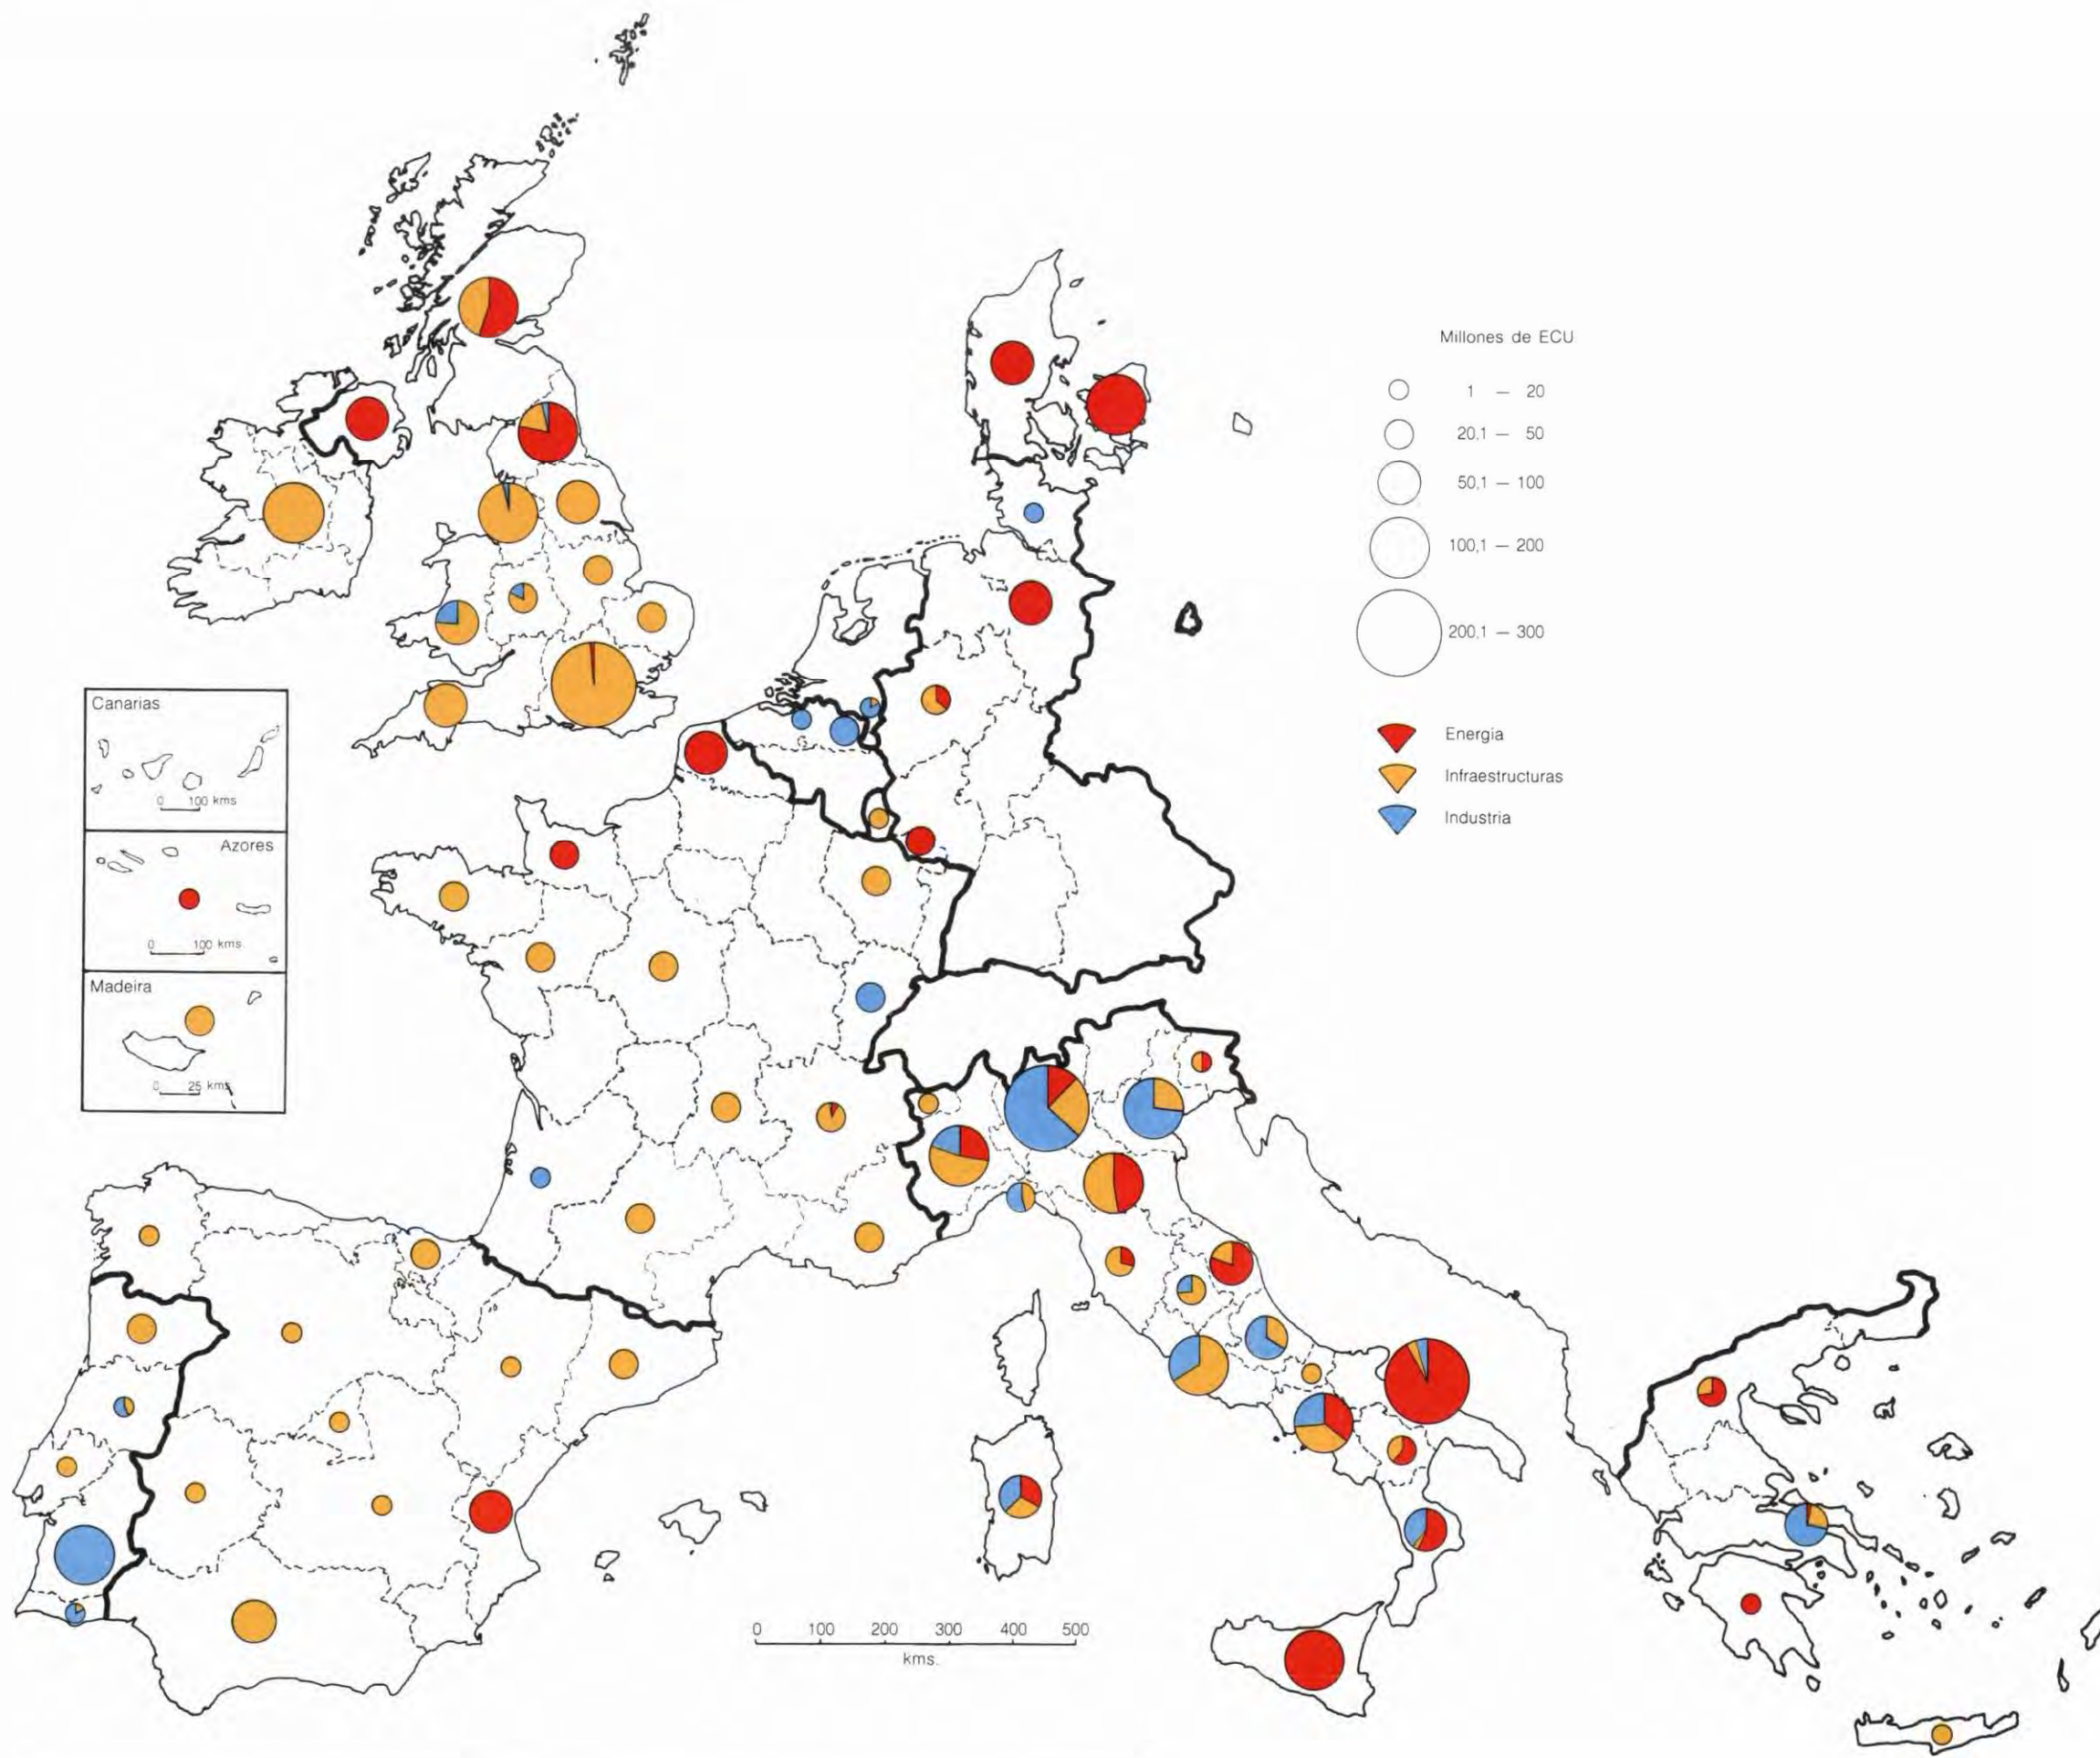 Millones de ECU
1 — 20
20,1 — 50
50,1 — 100
100,1 — 200
200,1 — 300
Energia
Infraestructuras
Industria
Canarias
0 100 kms
Azores
0 100 kms
Madeira
0 25 kms
0 100 200 300 400 500
kms.